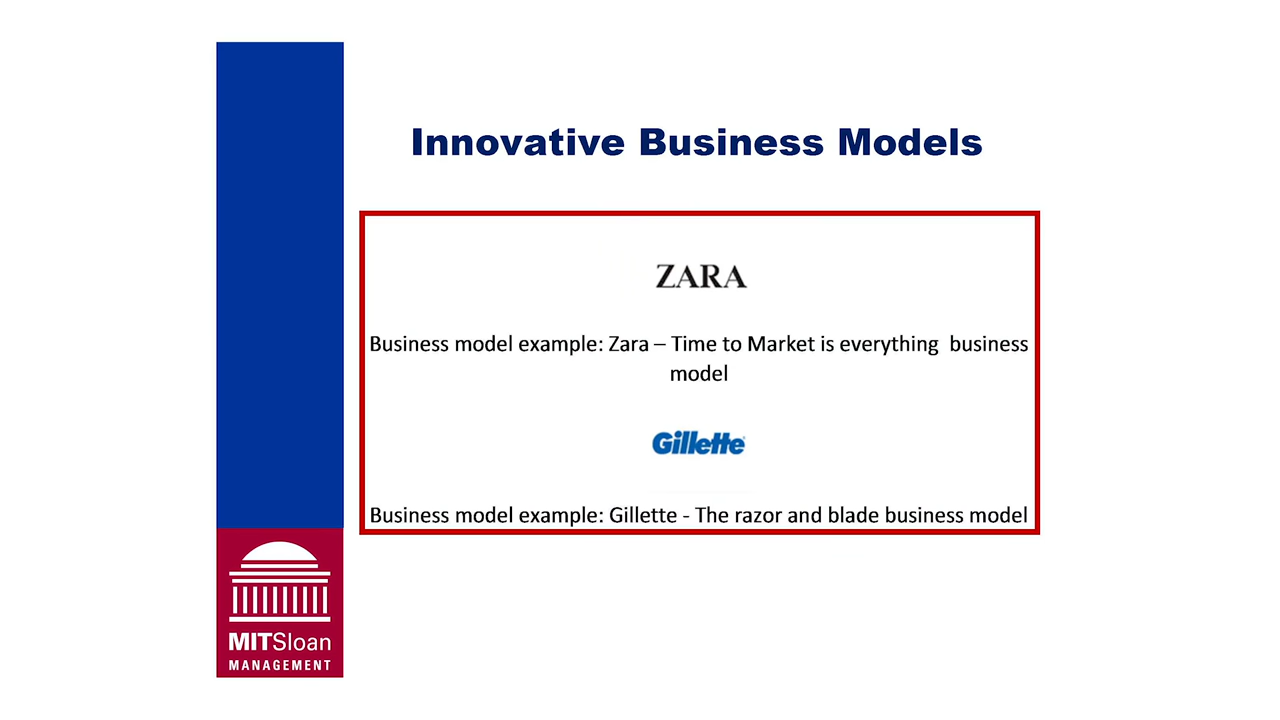 Innovative Business Models
ZARA
Business model example: Zara – Time to Market is everything  business
model
Gillette
Business model example: Gillette - The razor and blade business model
MITSloan
MANAGEMENT